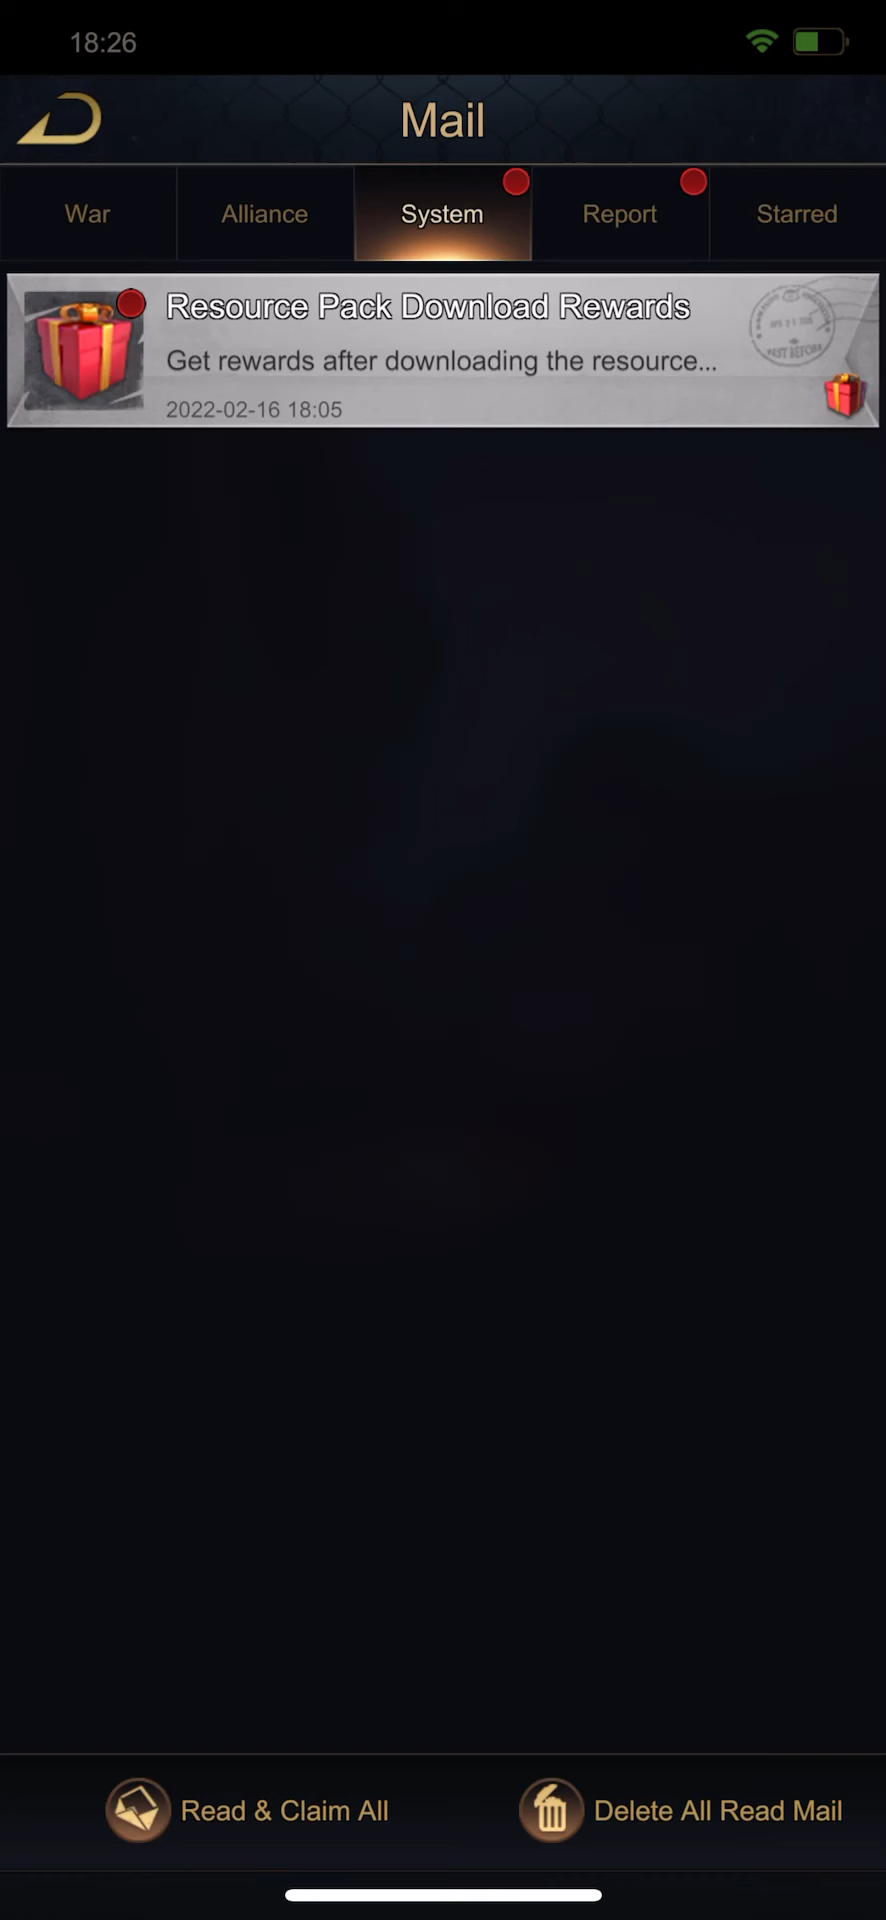 18:26
Mail
War
Alliance
System
Report
Starred
Resource Pack Download Rewards
Get rewards after downloading the resource...
2022-02-16 18:05
Read & Claim All
Delete All Read Mail